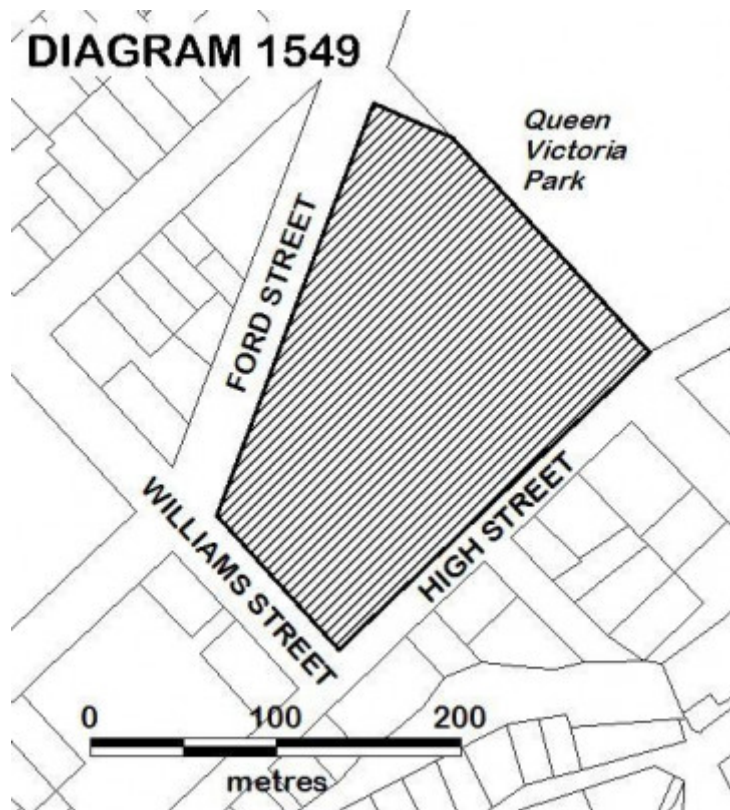 DIAGRAM 1549
Queen
Victoria
Park
FORD STREET
WILLIAMS STREET
HIGH STREET
0 100 200
metres